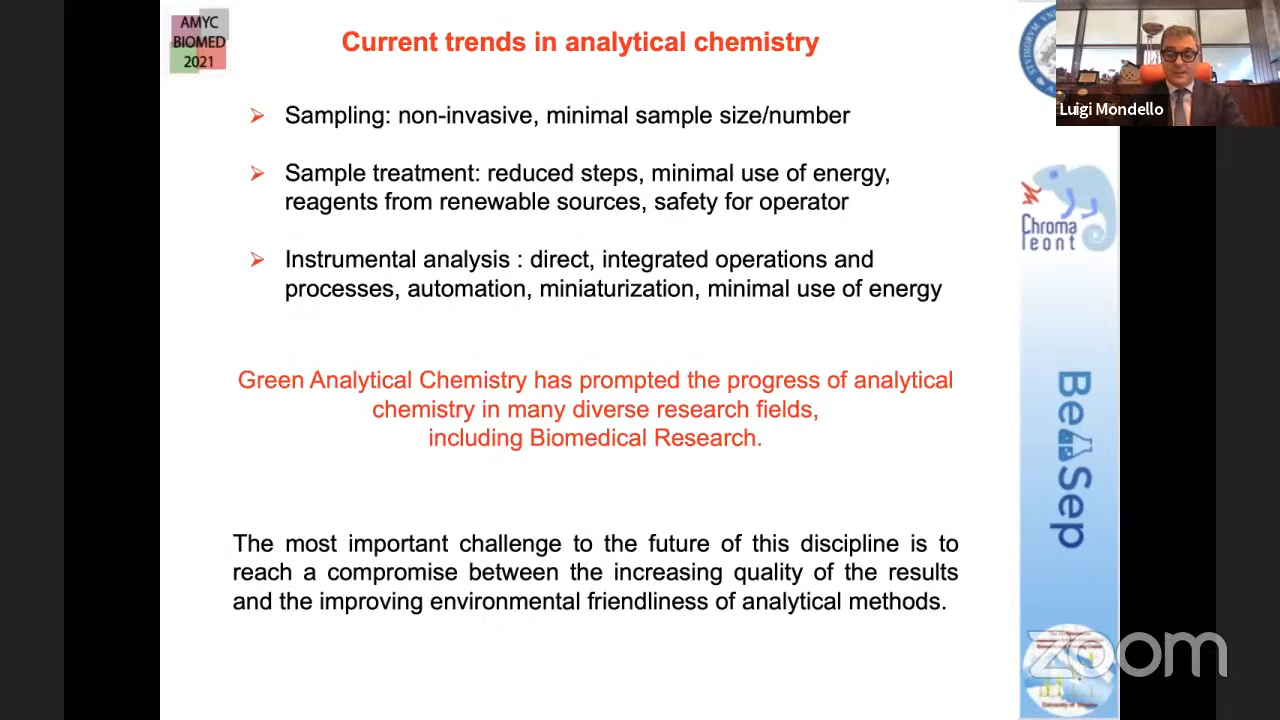 AMYC
BIOMED
2021
Current trends in analytical chemistry
Luigi Mondello
➢ Sampling: non-invasive, minimal sample size/number
➢ Sample treatment: reduced steps, minimal use of energy,
reagents from renewable sources, safety for operator
➢ Instrumental analysis : direct, integrated operations and
processes, automation, miniaturization, minimal use of energy
Green Analytical Chemistry has prompted the progress of analytical
chemistry in many diverse research fields,
including Biomedical Research.
The most important challenge to the future of this discipline is to
reach a compromise between the increasing quality of the results
and the improving environmental friendliness of analytical methods.
Chroma
leont
BeSep
zoom